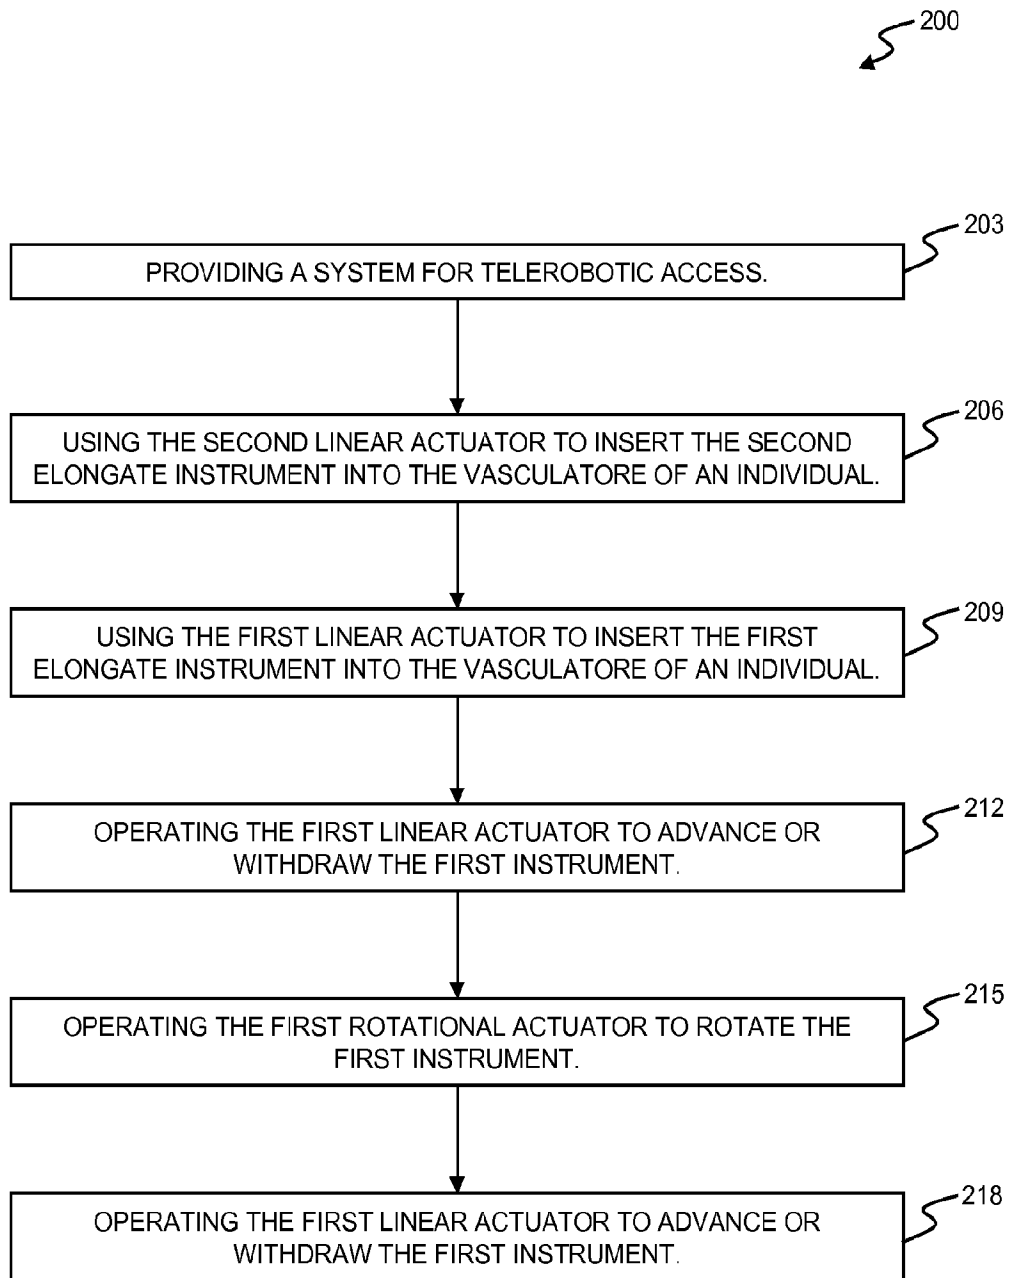 200
203
PROVIDING A SYSTEM FOR TELEROBOTIC ACCESS.
206
USING THE SECOND LINEAR ACTUATOR TO INSERT THE SECOND
ELONGATE INSTRUMENT INTO THE VASCULATORE OF AN INDIVIDUAL.
209
USING THE FIRST LINEAR ACTUATOR TO INSERT THE FIRST
ELONGATE INSTRUMENT INTO THE VASCULATORE OF AN INDIVIDUAL.
212
OPERATING THE FIRST LINEAR ACTUATOR TO ADVANCE OR
WITHDRAW THE FIRST INSTRUMENT.
215
OPERATING THE FIRST ROTATIONAL ACTUATOR TO ROTATE THE
FIRST INSTRUMENT.
218
OPERATING THE FIRST LINEAR ACTUATOR TO ADVANCE OR
WITHDRAW THE FIRST INSTRUMENT.